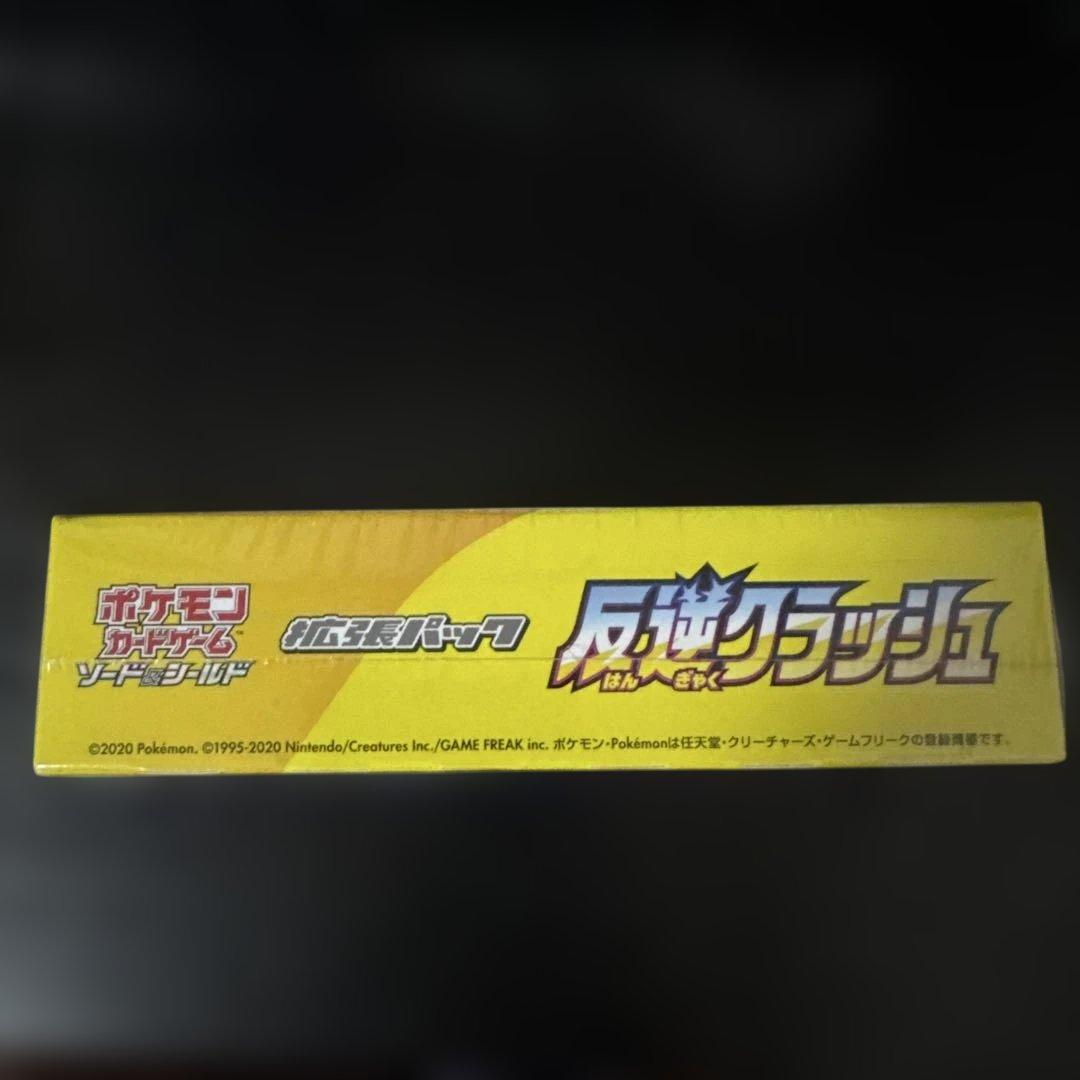 ポケモン
カードゲーム™
ソード&シールド
拡張パック
反逆クラッシュ
はんぎゃく
©2020 Pokémon. ©1995-2020 Nintendo/Creatures Inc./GAME FREAK inc. ポケモン・Pokémonは任天堂・クリーチャーズ・ゲームフリークの登録商標です。